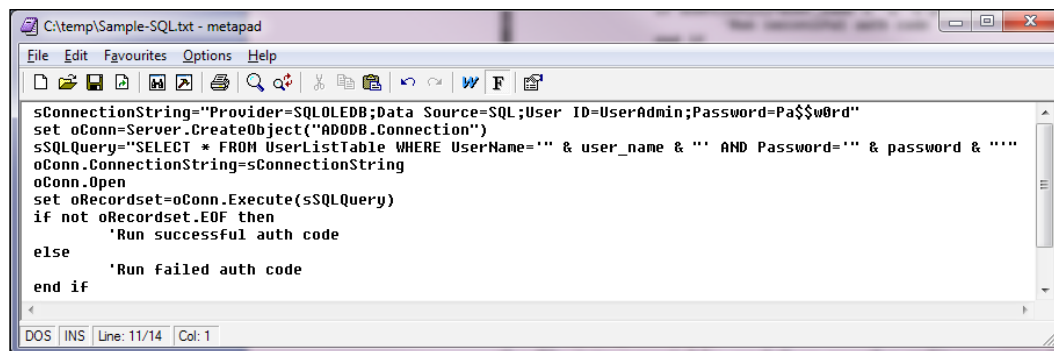 C:\temp\Sample-SQL.txt - metapad
File Edit Favourites Options Help
sConnectionString="Provider=SQLOLEDB;Data Source=SQL;User ID=UserAdmin;Password=Pa$$w0rd"
set oConn=Server.CreateObject("ADODB.Connection")
sSQLQuery="SELECT * FROM UserListTable WHERE UserName='" & user_name & "' AND Password='" & password & "'"
oConn.ConnectionString=sConnectionString
oConn.Open
set oRecordset=oConn.Execute(sSQLQuery)
if not oRecordset.EOF then
'Run successful auth code
else
'Run failed auth code
end if
DOS INS Line: 11/14 Col: 1